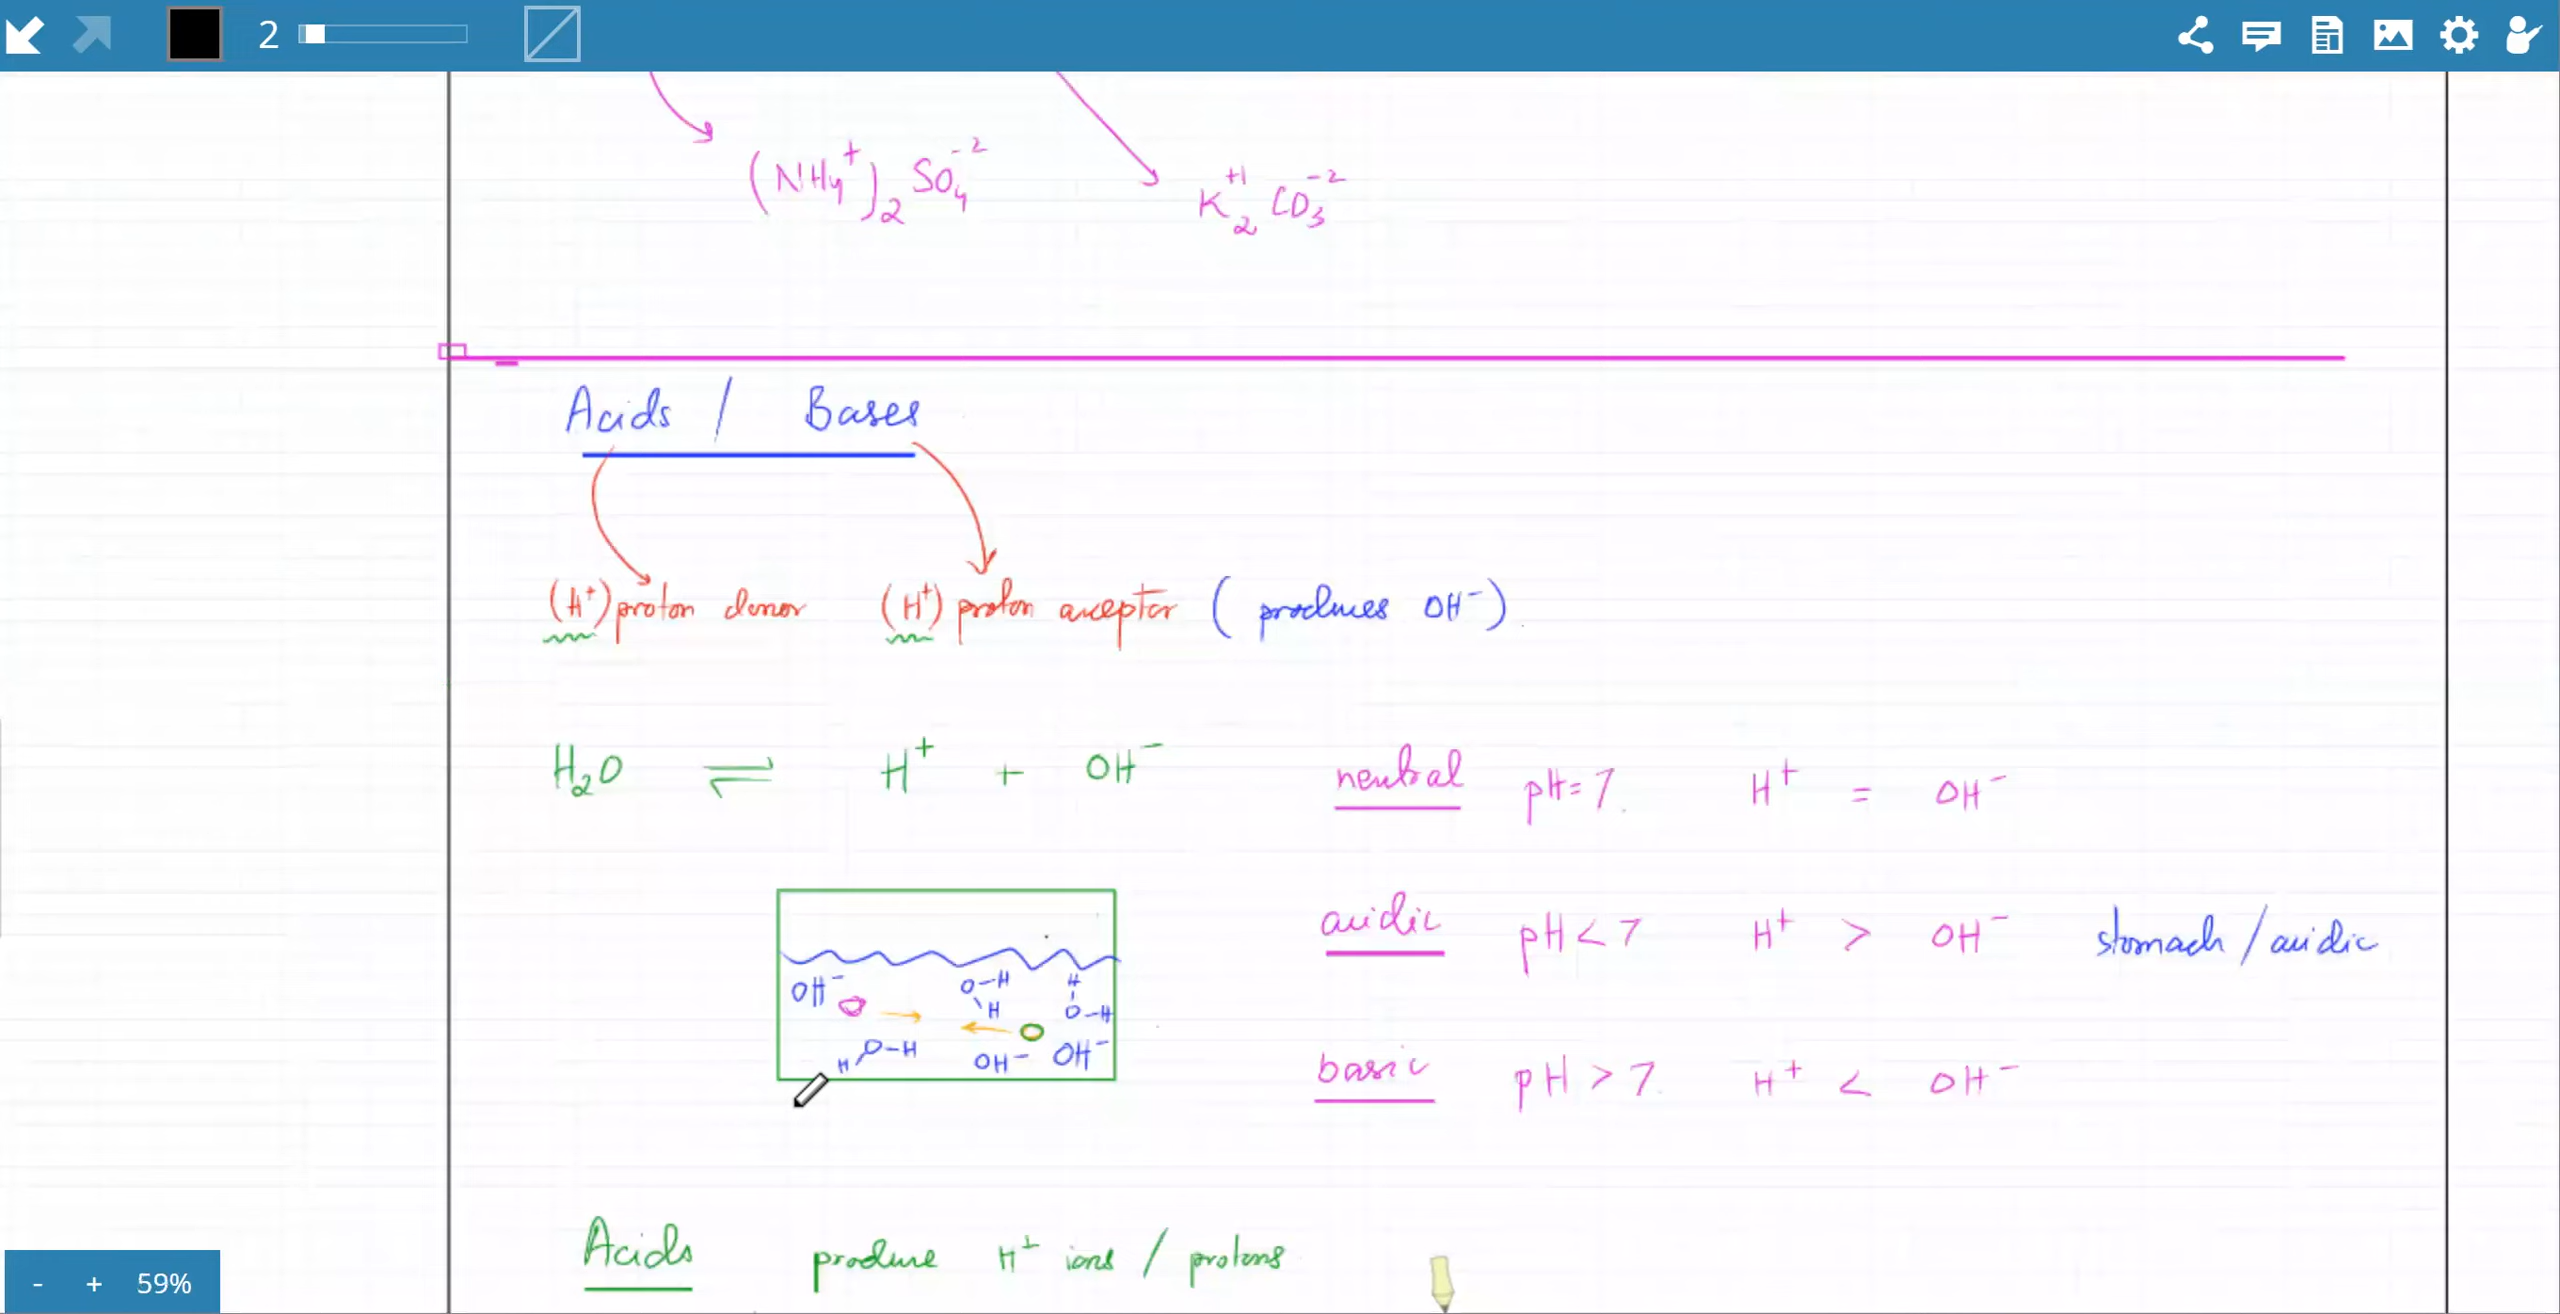 2
(NH4+)2 SO4-2
K2+1 CO3-2
Acids / Bases
(H+) proton donor (H+) proton acceptor ( produces OH- )
H2O ⇌ H+ + OH- neutral pH=7. H+ = OH-
acidic pH<7 H+ > OH- stomach / acidic
OH- O-H H
H O-H
H O-H OH- OH-
basic pH > 7. H+ < OH-
Acids produce H+ ions / protons
- + 59%